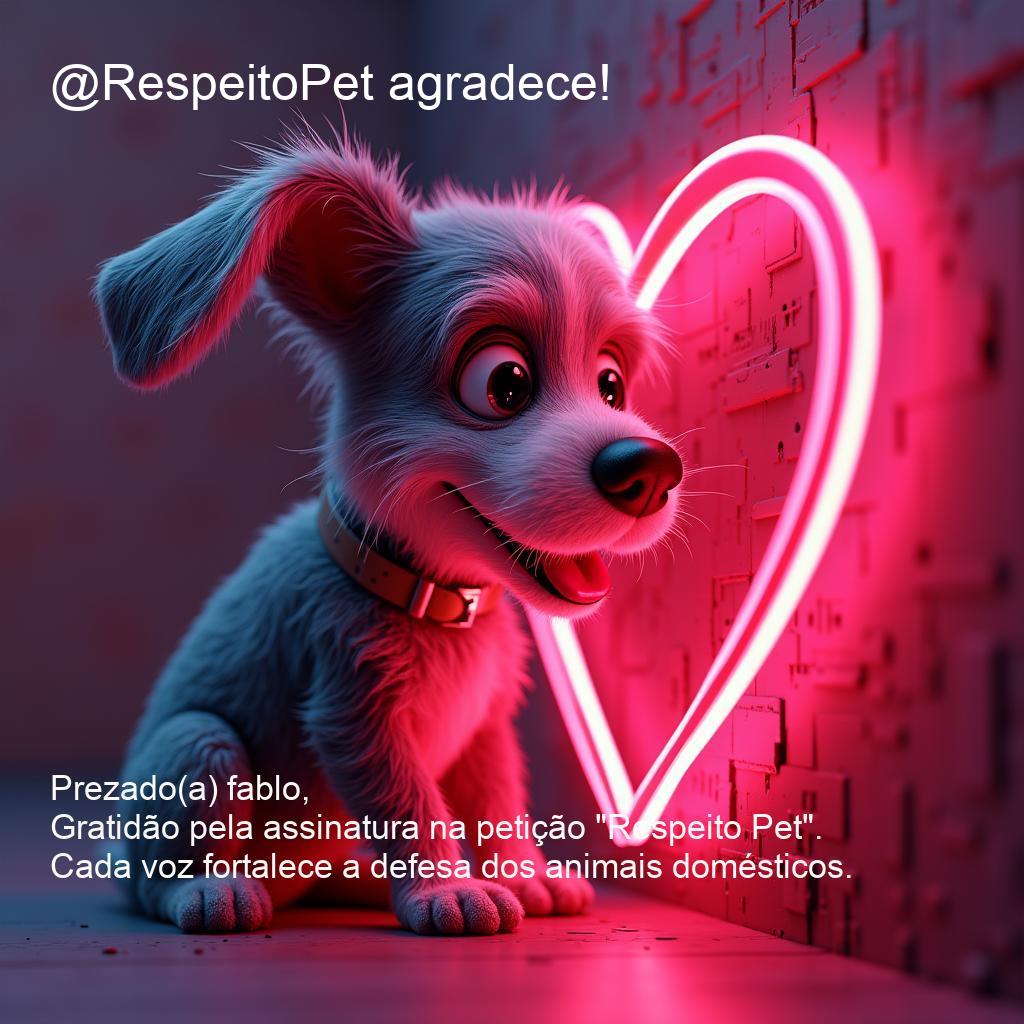 @RespeitoPet agradece!
Prezado(a) fablo,
Gratidão pela assinatura na petição "Respeito Pet".
Cada voz fortalece a defesa dos animais domésticos.